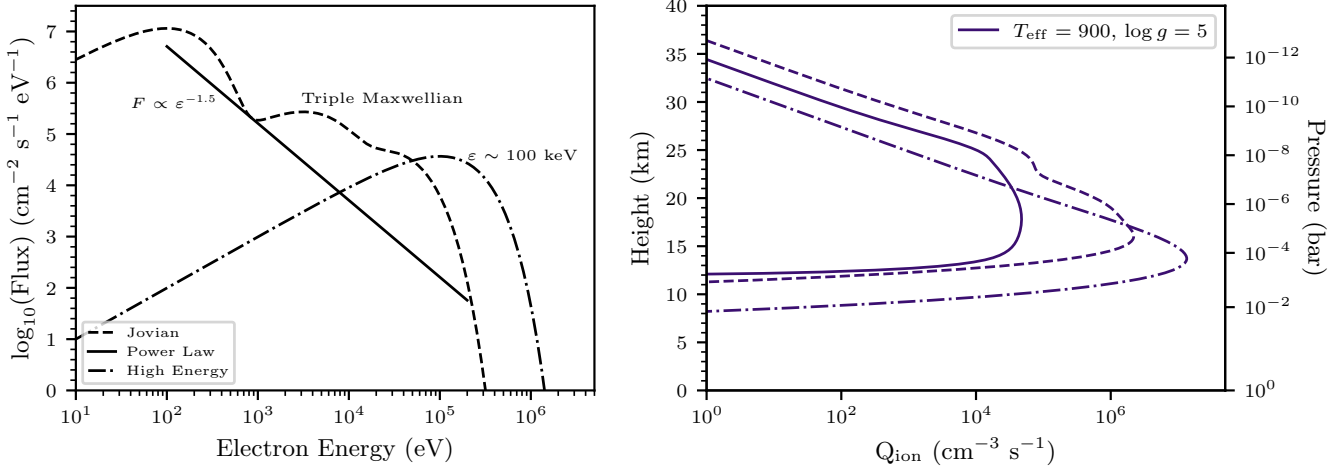 log₁₀(Flux) (cm⁻² s⁻¹ eV⁻¹)
7
6
5
4
3
2
1
0
F ∝ ε⁻¹·⁵
Triple Maxwellian
ε ∼ 100 keV
Jovian
Power Law
High Energy
10¹
10²
10³
10⁴
10⁵
10⁶
Electron Energy (eV)
Height (km)
40
35
30
25
20
15
10
5
0
T_eff = 900, log g = 5
10⁻¹²
10⁻¹⁰
10⁻⁸
10⁻⁶
10⁻⁴
10⁻²
10⁰
Pressure (bar)
10⁰
10²
10⁴
10⁶
Q_ion (cm⁻³ s⁻¹)